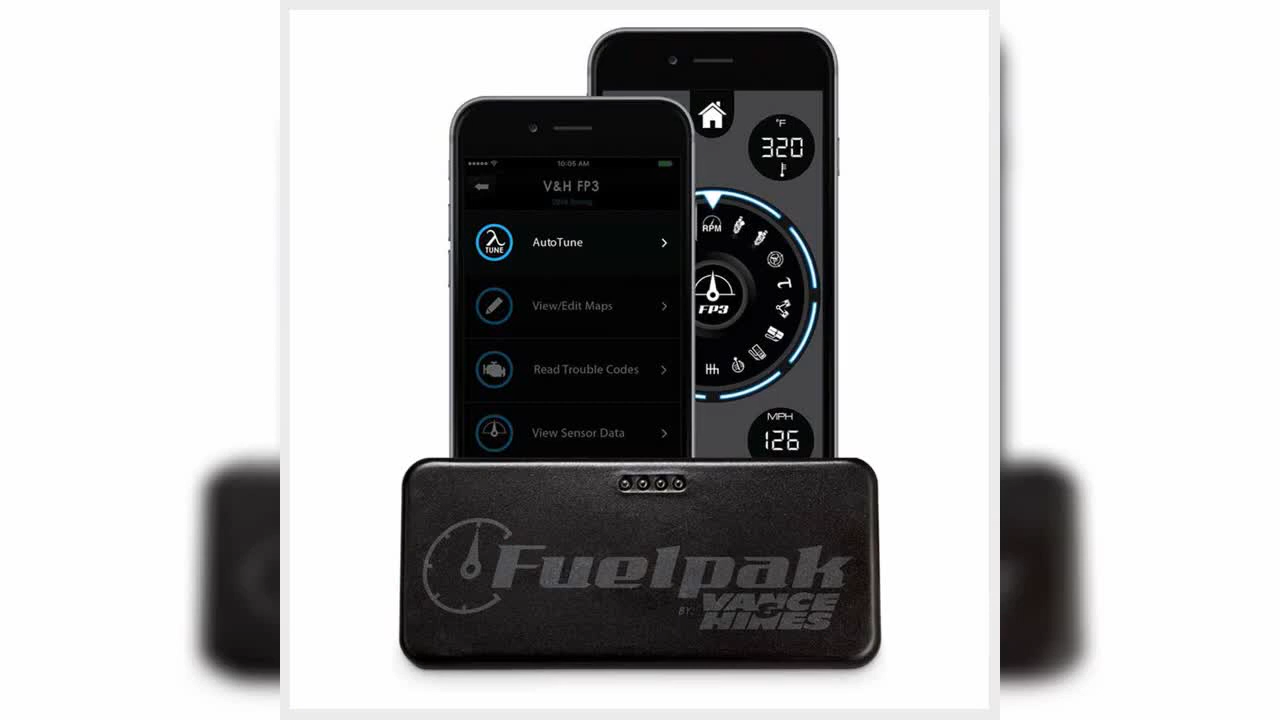 °F
320
10:05 AM
V&H FP3
AutoTune
TUNE
View/Edit Maps
Read Trouble Codes
View Sensor Data
RPM
FP3
MPH
126
Fuelpak
BY:
VANCE
&
HINES